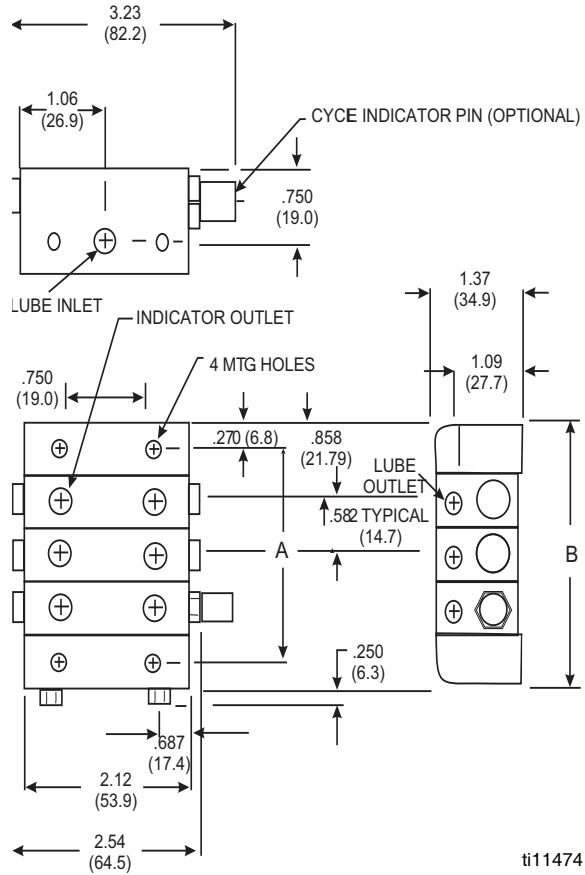 3.23
(82.2)
1.06
(26.9)
CYCE INDICATOR PIN (OPTIONAL)
.750
(19.0)
LUBE INLET
INDICATOR OUTLET
1.37
(34.9)
4 MTG HOLES
.750
(19.0)
1.09
(27.7)
.270 (6.8)
.858
(21.79)
LUBE
OUTLET
.582 TYPICAL
(14.7)
A
B
.250
(6.3)
.687
(17.4)
2.12
(53.9)
2.54
(64.5)
ti11474